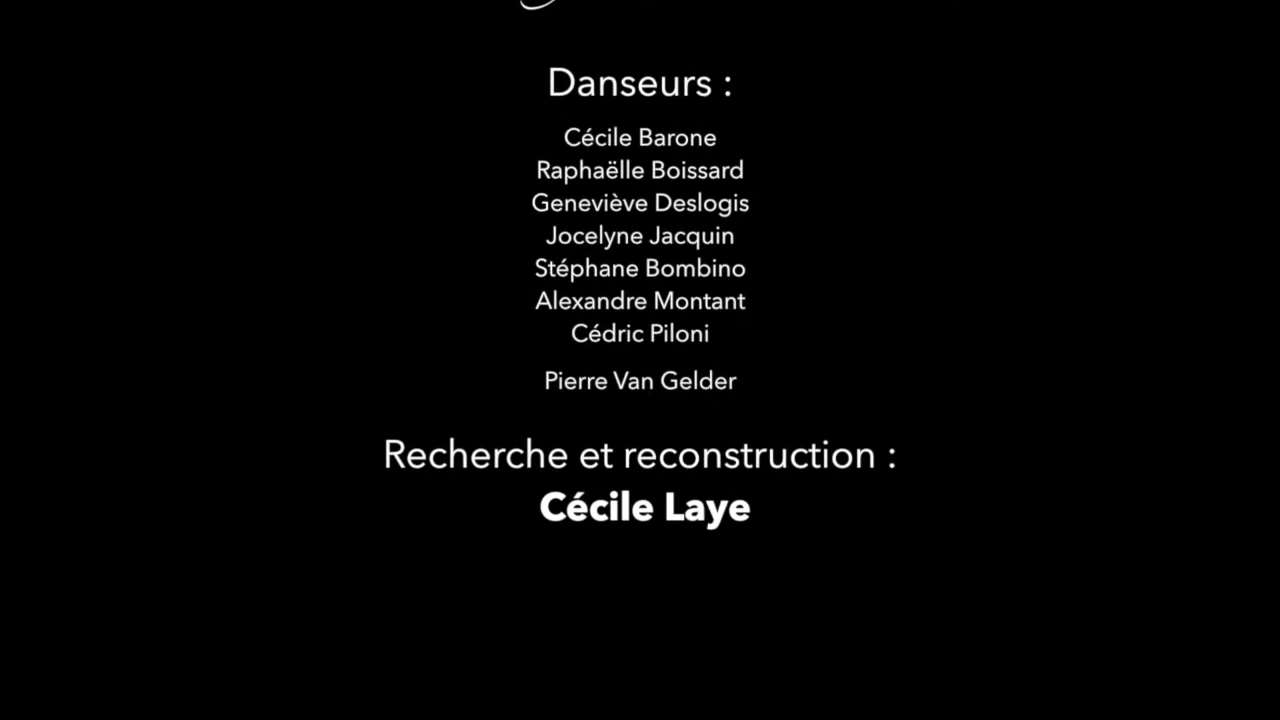 Danseurs :
Cécile Barone
Raphaëlle Boissard
Geneviève Deslogis
Jocelyne Jacquin
Stéphane Bombino
Alexandre Montant
Cédric Piloni
Pierre Van Gelder
Recherche et reconstruction :
Cécile Laye